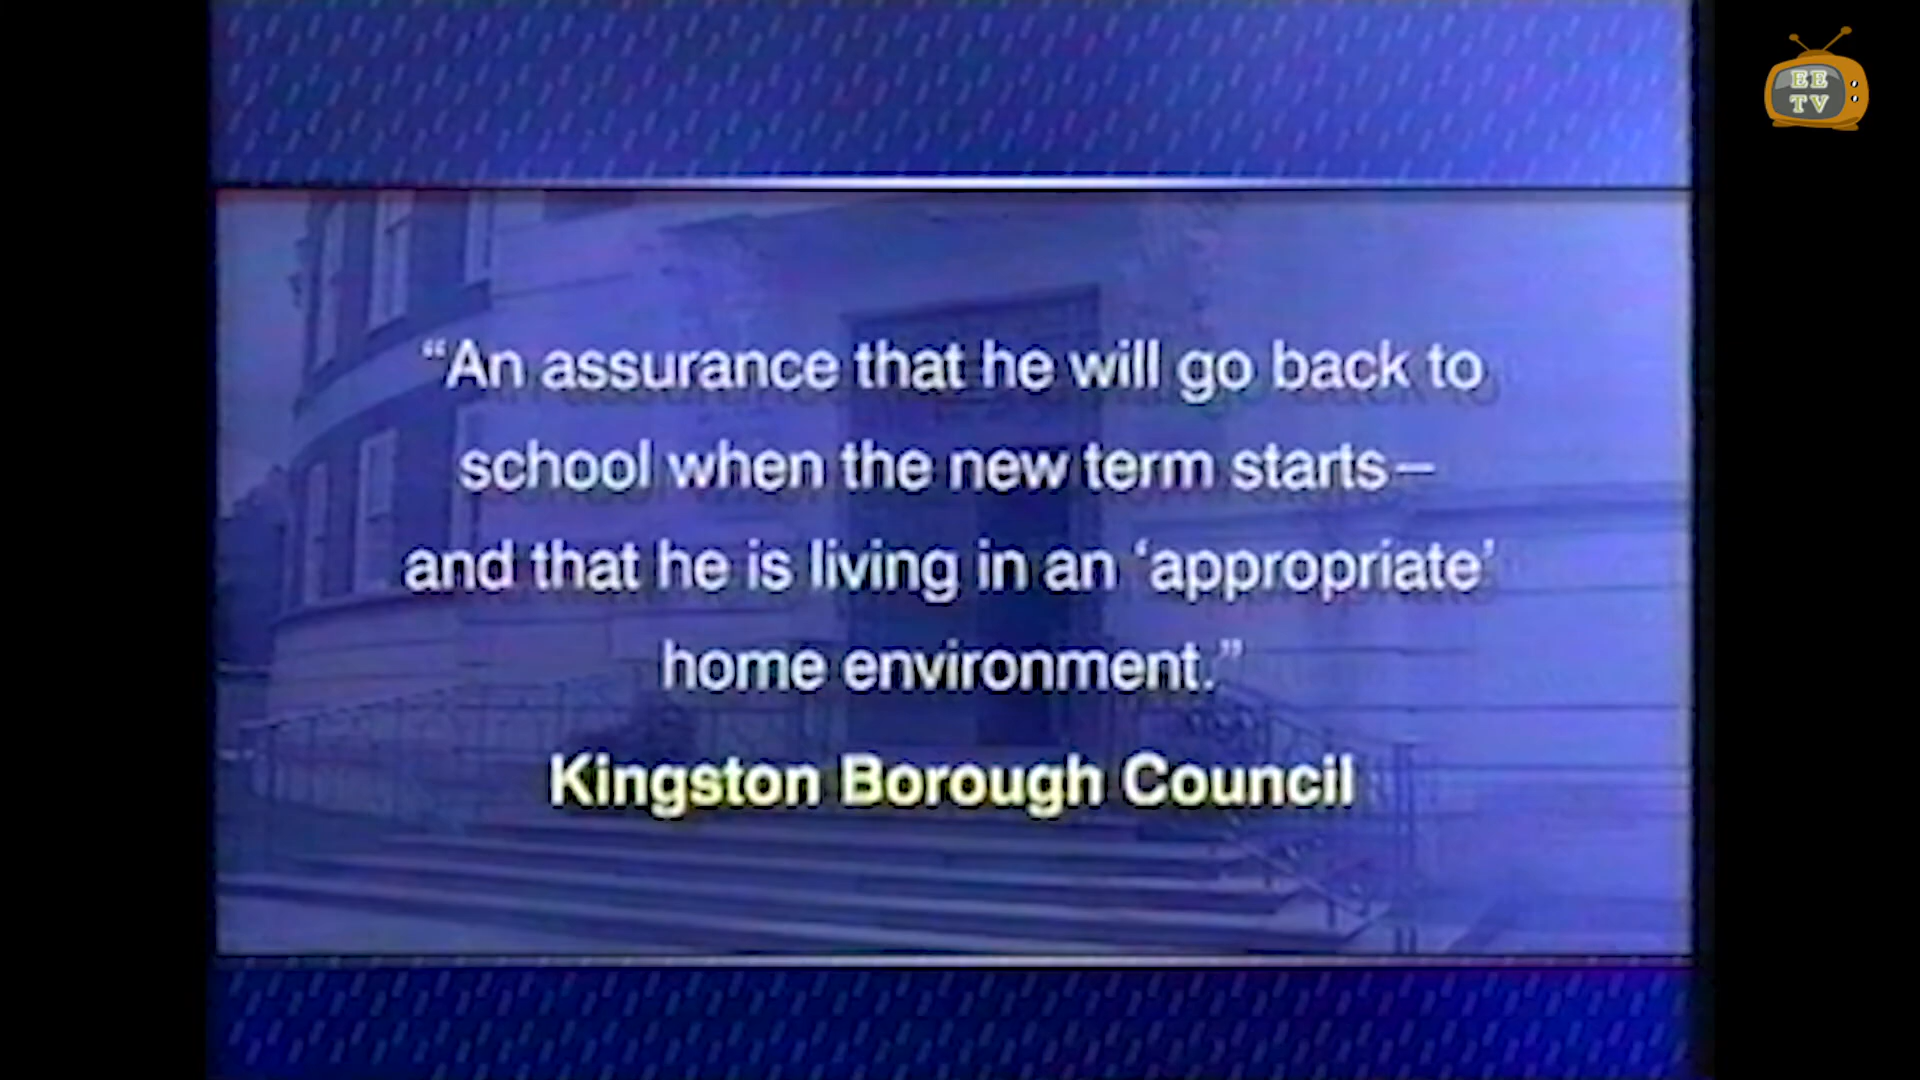 EE
TV
“An assurance that he will go back to
school when the new term starts–
and that he is living in an ‘appropriate’
home environment.”
Kingston Borough Council